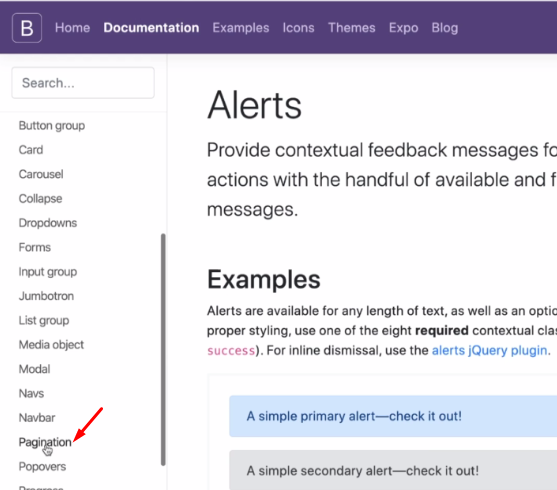 B Home Documentation Examples Icons Themes Expo Blog
Search...
Button group
Card
Carousel
Collapse
Dropdowns
Forms
Input group
Jumbotron
List group
Media object
Modal
Navs
Navbar
Pagination
Popovers
Progress
Alerts
Provide contextual feedback messages fo
actions with the handful of available and f
messages.
Examples
Alerts are available for any length of text, as well as an optio
proper styling, use one of the eight required contextual clas
success). For inline dismissal, use the alerts jQuery plugin.
A simple primary alert—check it out!
A simple secondary alert—check it out!